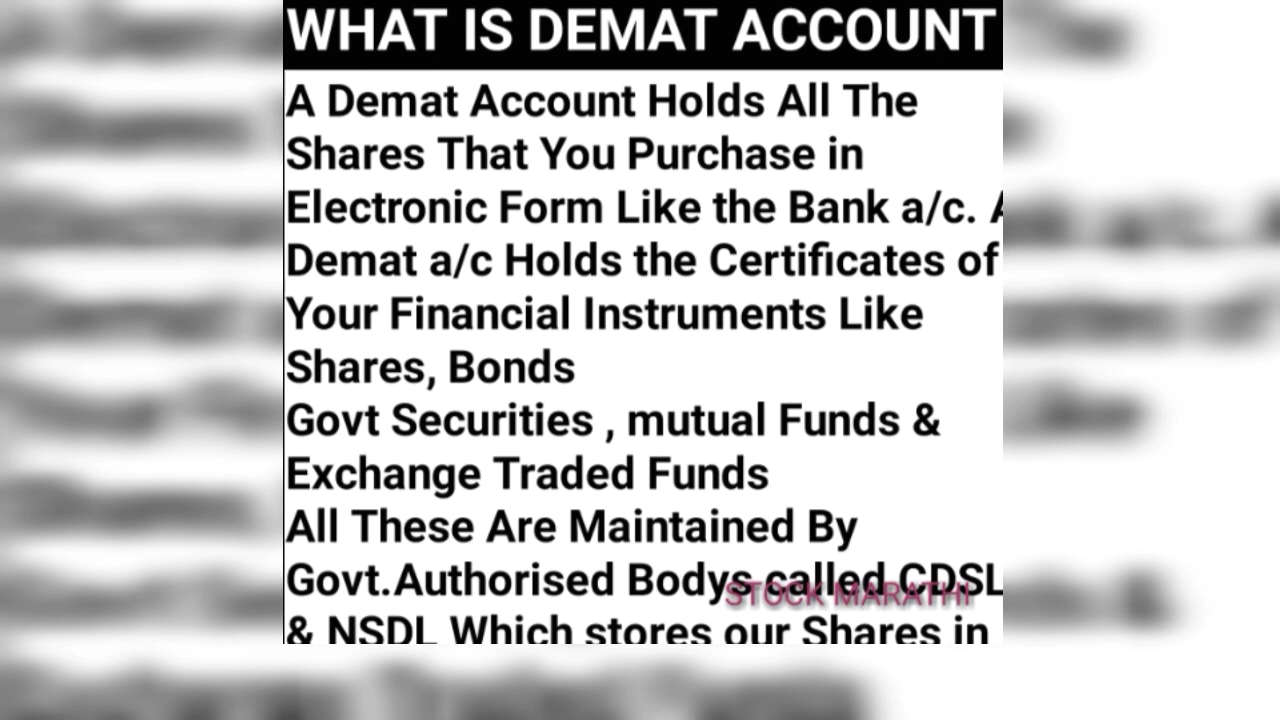 WHAT IS DEMAT ACCOUNT
A Demat Account Holds All The
Shares That You Purchase in
Electronic Form Like the Bank a/c. A
Demat a/c Holds the Certificates of
Your Financial Instruments Like
Shares, Bonds
Govt Securities , mutual Funds &
Exchange Traded Funds
All These Are Maintained By
Govt.Authorised Bodys called CDSL
STOCK MARATHI
& NSDL Which stores our Shares in